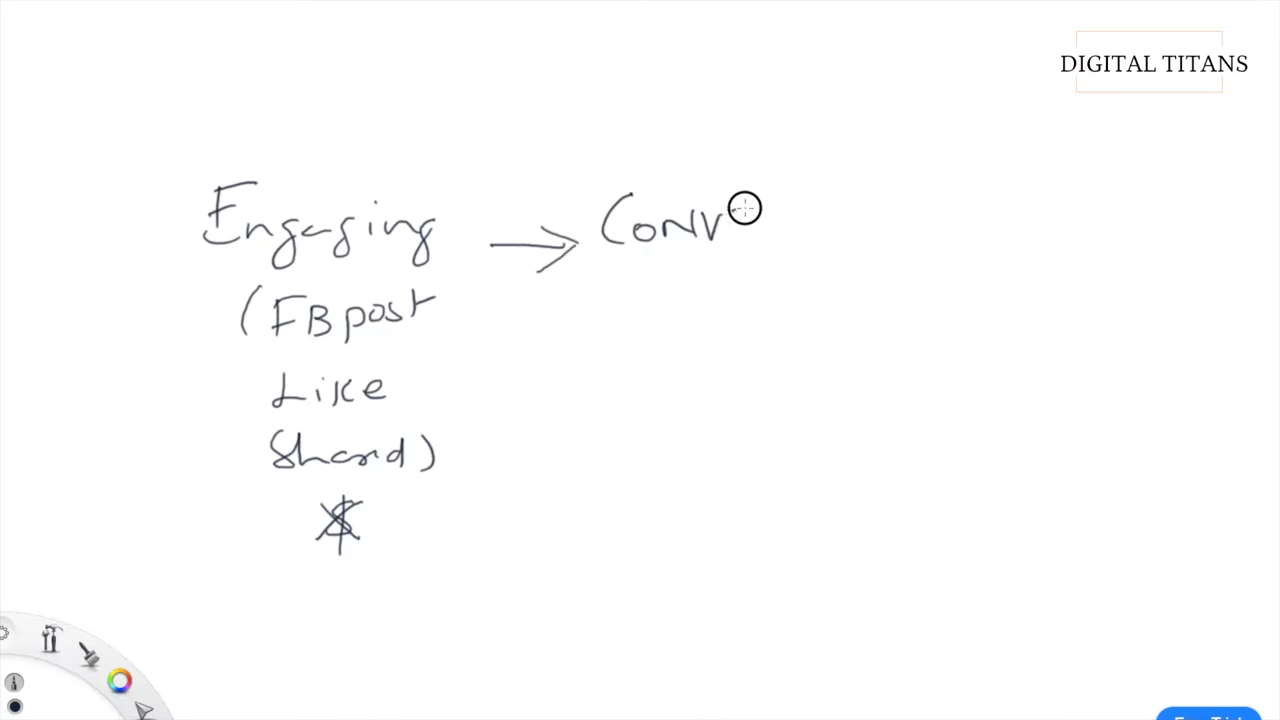 DIGITAL TITANS
Engaging → Conv
(FB post
Like
Shared)
$